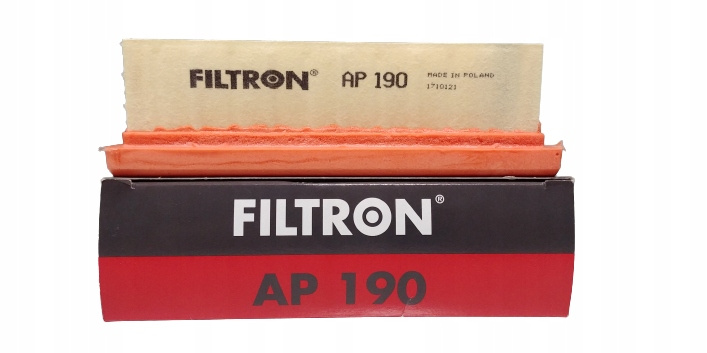 FILTRON® AP 190 MADE IN POLAND
1710121
FILTRON®
AP 190